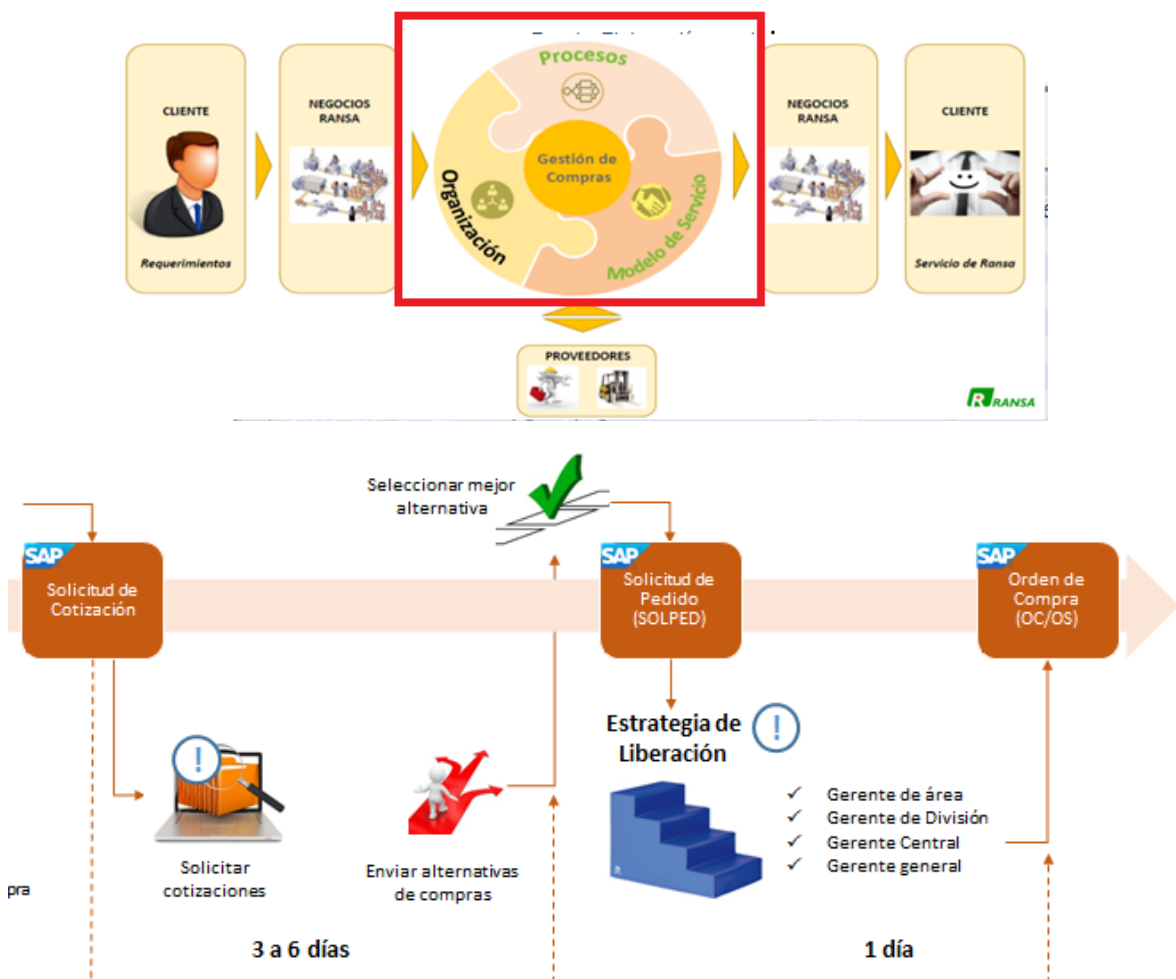 CLIENTE
Requerimientos
NEGOCIOS
RANSA
Procesos
Organización
Gestión de
Compras
Modelo de Servicio
NEGOCIOS
RANSA
CLIENTE
Servicio de Ransa
PROVEEDORES
R RANSA
Seleccionar mejor
alternativa
SAP
Solicitud de
Cotización
SAP
Solicitud de
Pedido
(SOLPED)
SAP
Orden de
Compra
(OC/OS)
Estrategia de
Liberación
!
!
Solicitar
cotizaciones
Enviar alternativas
de compras
✓ Gerente de área
✓ Gerente de División
✓ Gerente Central
✓ Gerente general
pra
3 a 6 días
1 día